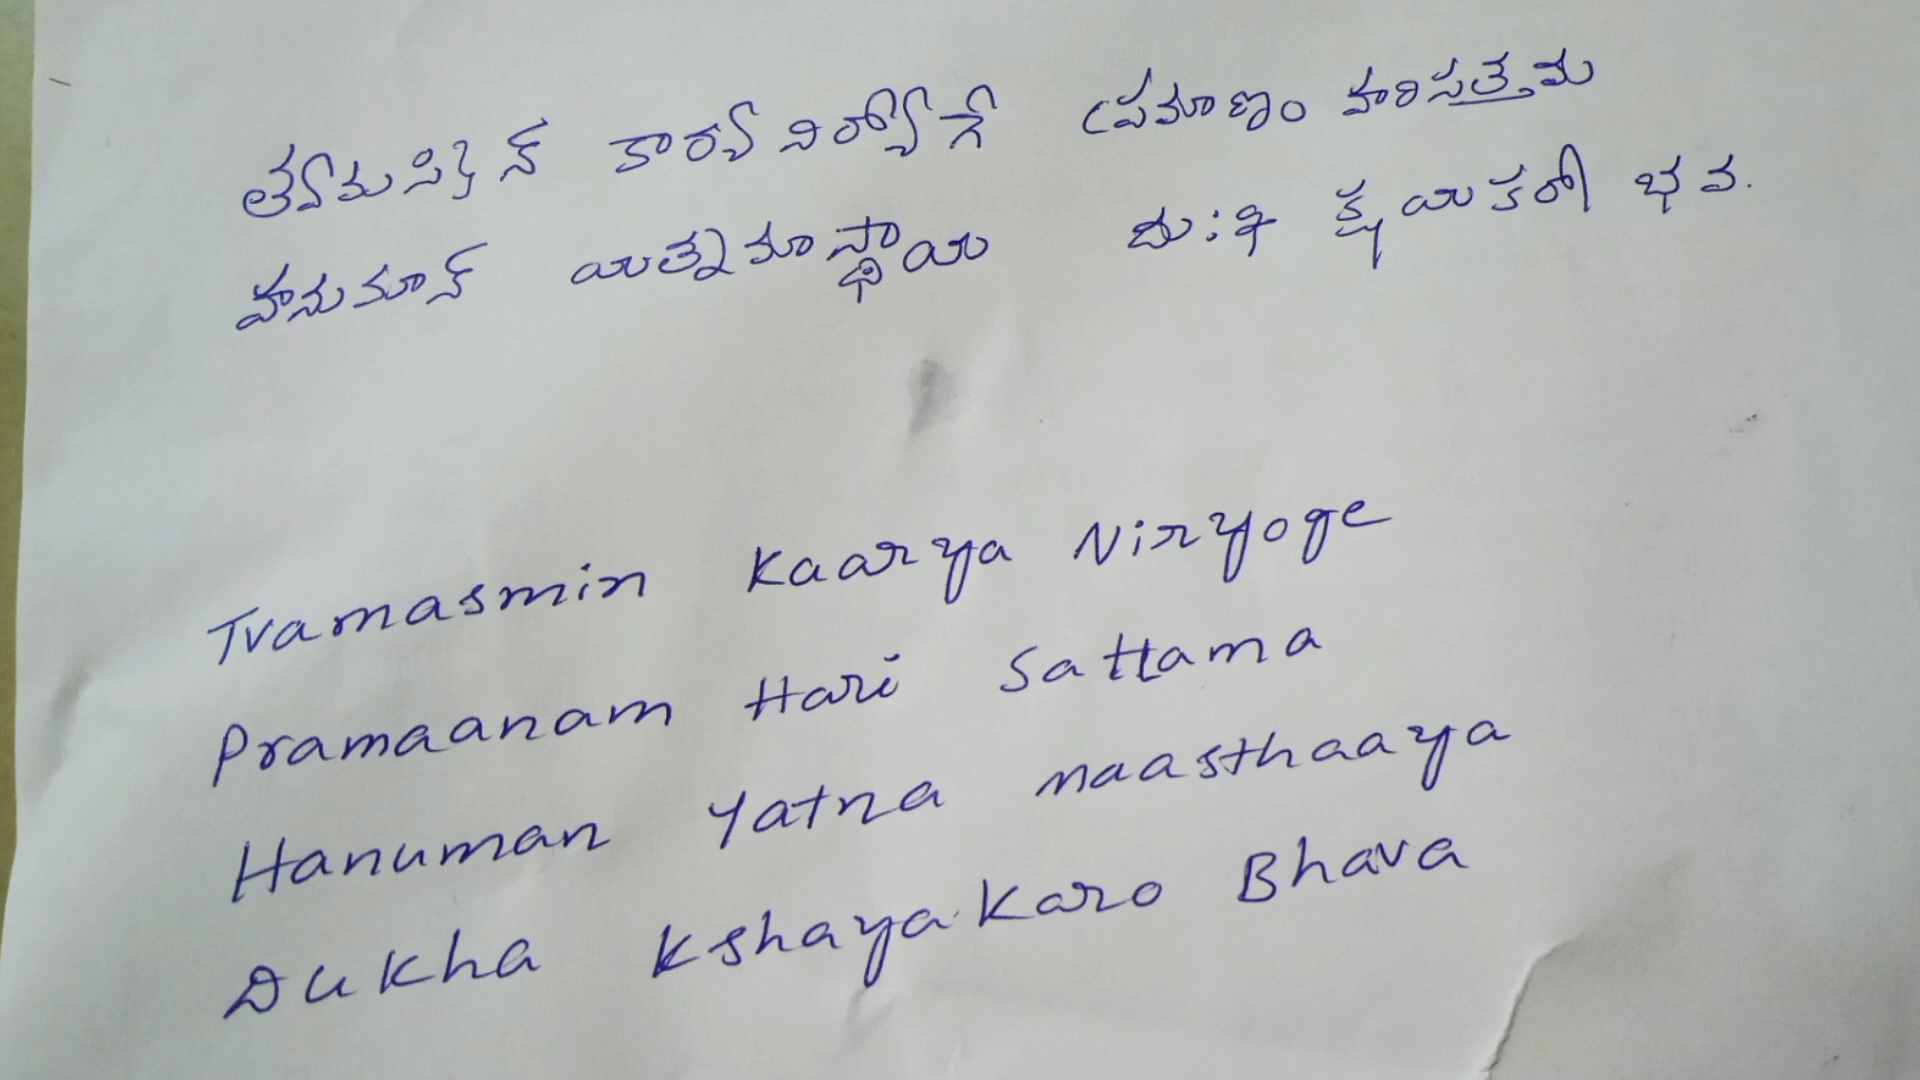 త్వమస్మిన్ కార్య నిర్యోగే ప్రమాణం హరిసత్తమ
హనుమాన్ యత్నమాస్థాయ దు:ఖ క్షయకరో భవ.
Tvamasmin Kaarya Niryoge
Pramaanam Hari Sattama
Hanuman Yatna maasthaaya
Dukha Kshaya Karo Bhava